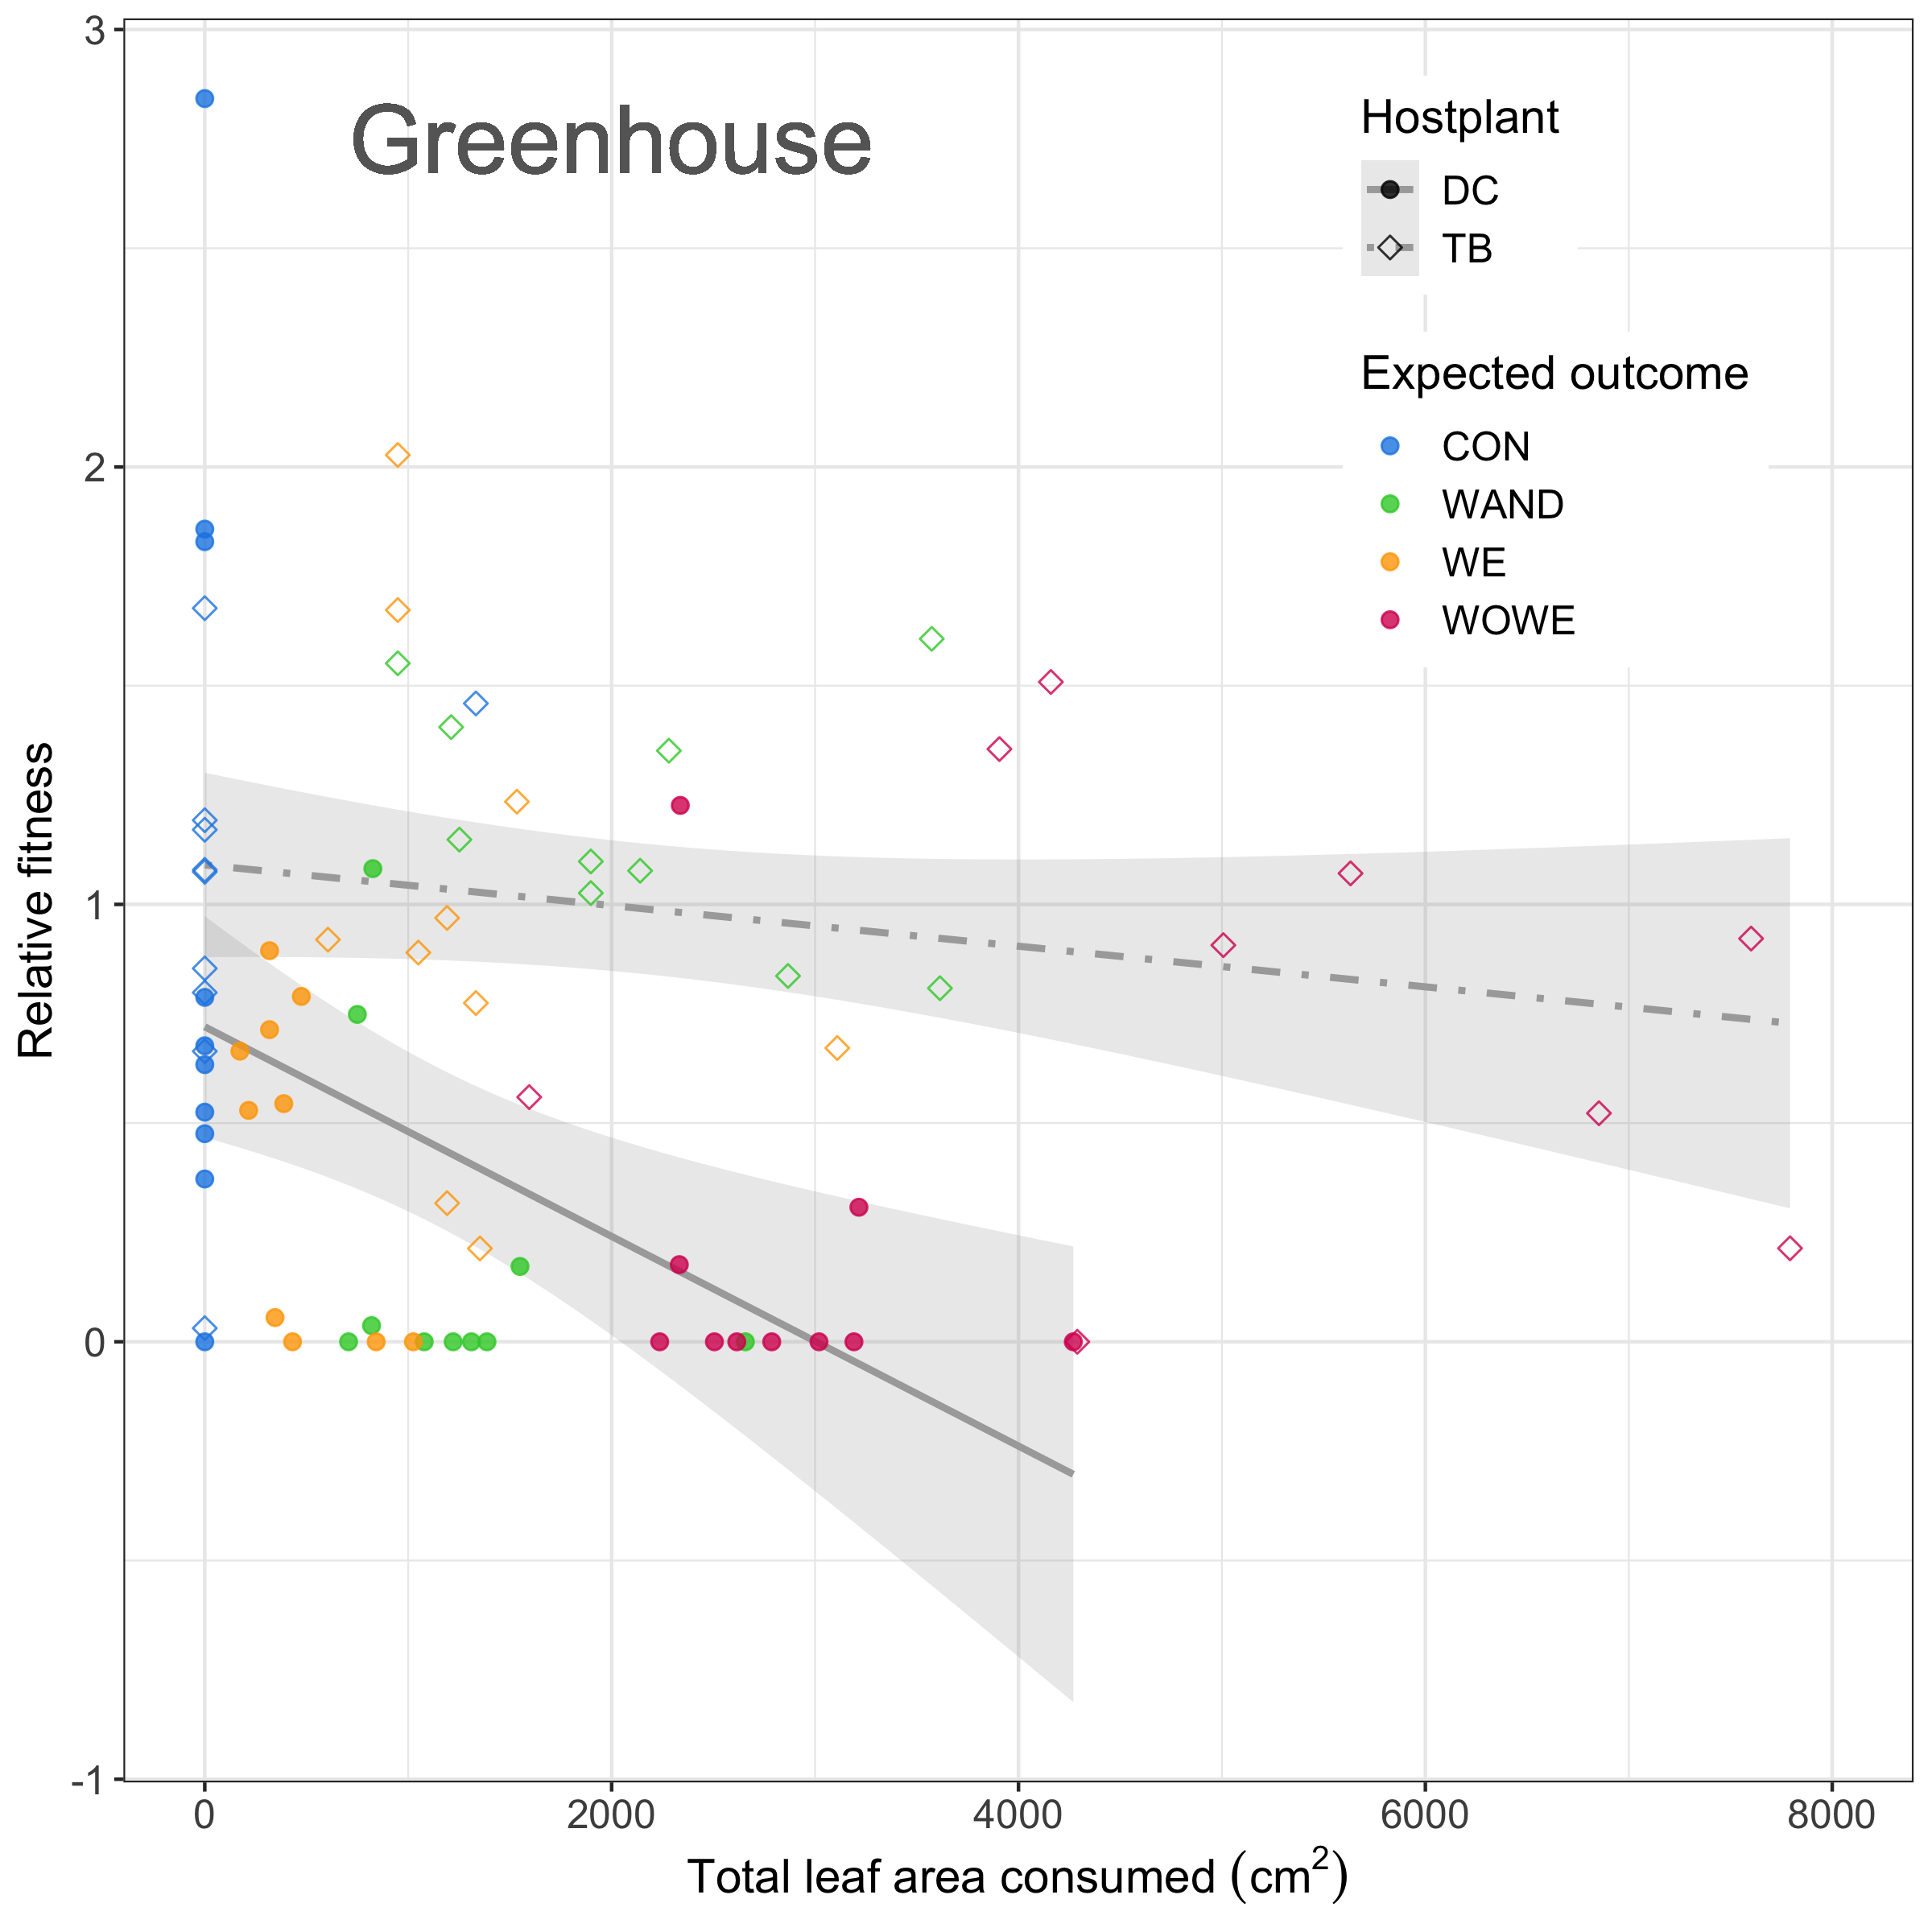 3
Greenhouse
Hostplant
DC
TB
Expected outcome
CON
WAND
WE
WOWE
2
1
0
-1
Relative fitness
0 2000 4000 6000 8000
Total leaf area consumed (cm²)